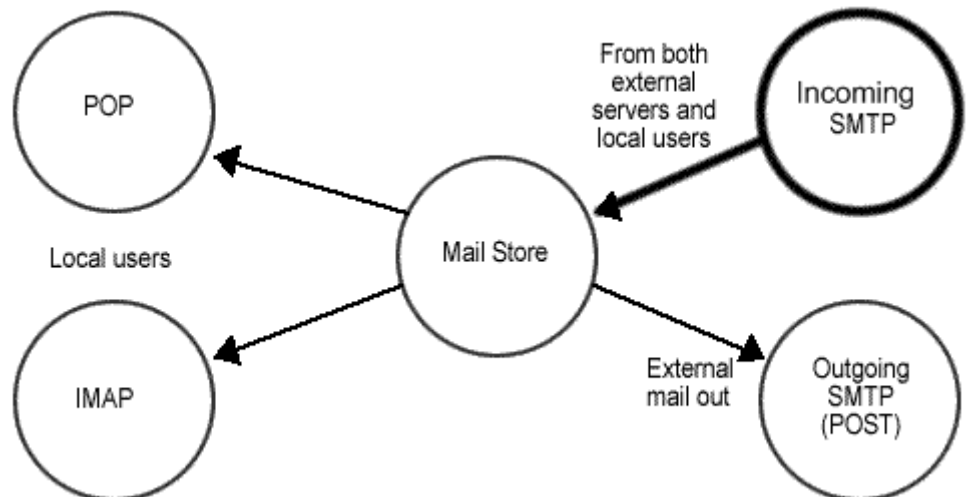 POP
From both
external
servers and
local users
Incoming
SMTP
Local users
Mail Store
IMAP
External
mail out
Outgoing
SMTP
(POST)